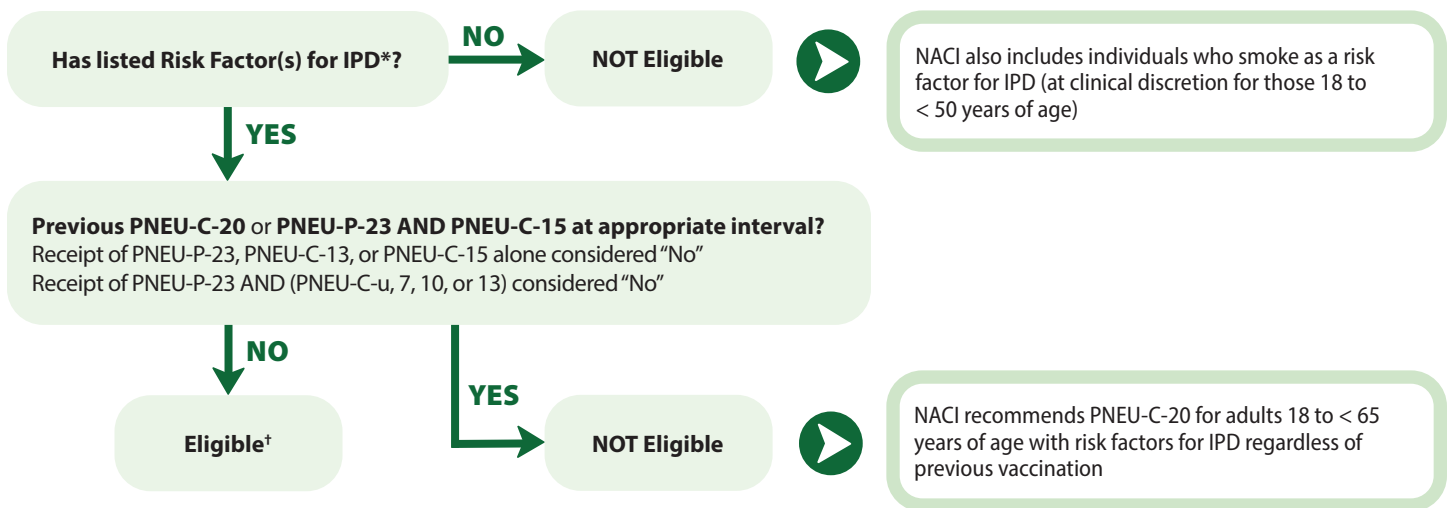 Has listed Risk Factor(s) for IPD*?
NO
NOT Eligible
NACI also includes individuals who smoke as a risk
factor for IPD (at clinical discretion for those 18 to
< 50 years of age)
YES
Previous PNEU-C-20 or PNEU-P-23 AND PNEU-C-15 at appropriate interval?
Receipt of PNEU-P-23, PNEU-C-13, or PNEU-C-15 alone considered “No”
Receipt of PNEU-P-23 AND (PNEU-C-u, 7, 10, or 13) considered “No”
NO
Eligible†
YES
NOT Eligible
NACI recommends PNEU-C-20 for adults 18 to < 65
years of age with risk factors for IPD regardless of
previous vaccination